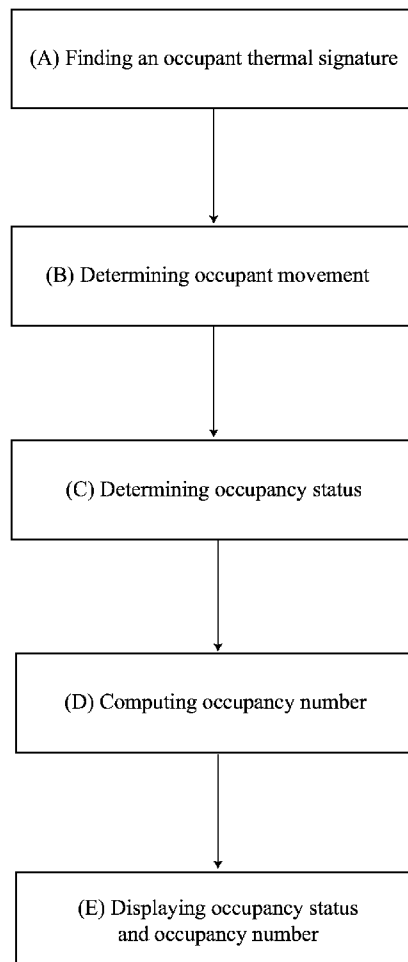 (A) Finding an occupant thermal signature
(B) Determining occupant movement
(C) Determining occupancy status
(D) Computing occupancy number
(E) Displaying occupancy status
and occupancy number